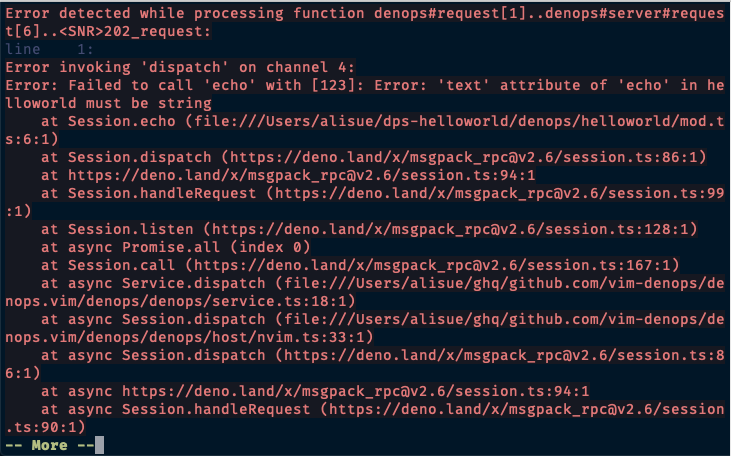 Error detected while processing function denops#request[1]..denops#server#reques
t[6]..<SNR>202_request:
line    1:
Error invoking 'dispatch' on channel 4:
Error: Failed to call 'echo' with [123]: Error: 'text' attribute of 'echo' in he
lloworld must be string
    at Session.echo (file:///Users/alisue/dps-helloworld/denops/helloworld/mod.t
s:6:1)
    at Session.dispatch (https://deno.land/x/msgpack_rpc@v2.6/session.ts:86:1)
    at https://deno.land/x/msgpack_rpc@v2.6/session.ts:94:1
    at Session.handleRequest (https://deno.land/x/msgpack_rpc@v2.6/session.ts:99
:1)
    at Session.listen (https://deno.land/x/msgpack_rpc@v2.6/session.ts:128:1)
    at async Promise.all (index 0)
    at Session.call (https://deno.land/x/msgpack_rpc@v2.6/session.ts:167:1)
    at async Service.dispatch (file:///Users/alisue/ghq/github.com/vim-denops/de
nops.vim/denops/denops/service.ts:18:1)
    at async Session.dispatch (file:///Users/alisue/ghq/github.com/vim-denops/de
nops.vim/denops/denops/host/nvim.ts:33:1)
    at async Session.dispatch (https://deno.land/x/msgpack_rpc@v2.6/session.ts:8
6:1)
    at async https://deno.land/x/msgpack_rpc@v2.6/session.ts:94:1
    at async Session.handleRequest (https://deno.land/x/msgpack_rpc@v2.6/session
.ts:90:1)
-- More --